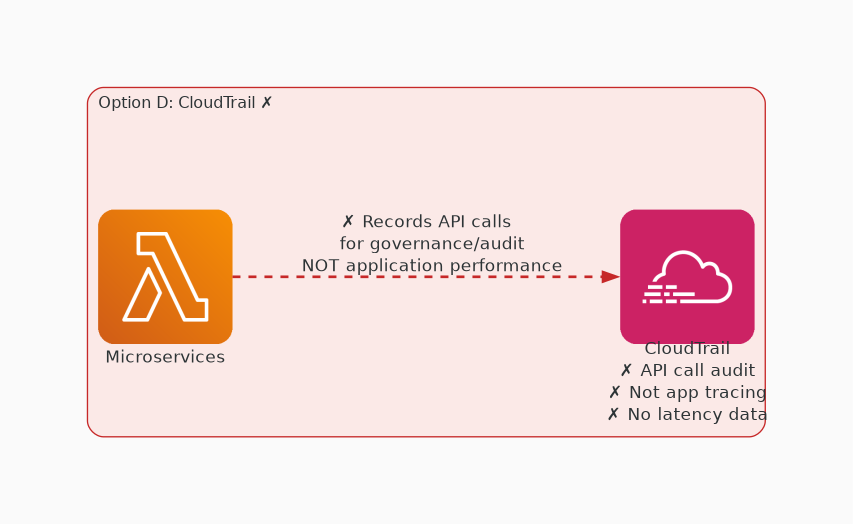 Option D: CloudTrail ✗
✗ Records API calls
for governance/audit
NOT application performance
Microservices
CloudTrail
✗ API call audit
✗ Not app tracing
✗ No latency data